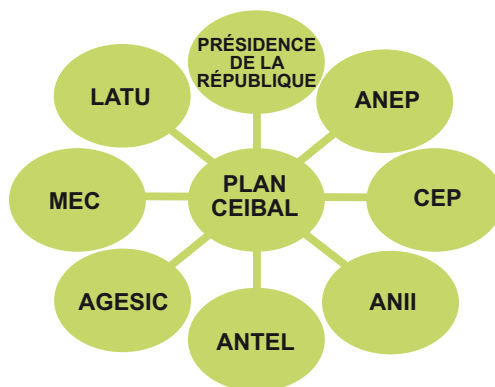 PRÉSIDENCE
DE LA
RÉPUBLIQUE
LATU
ANEP
MEC
PLAN
CEIBAL
CEP
AGESIC
ANII
ANTEL